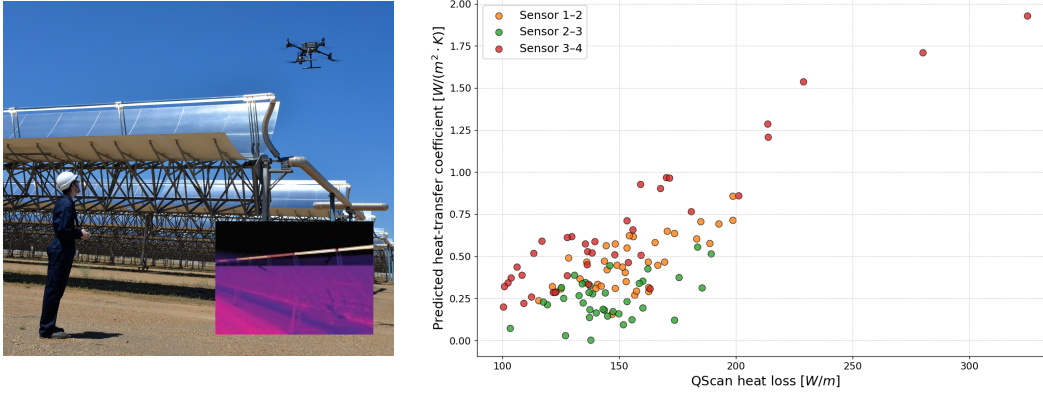 Sensor 1–2
Sensor 2–3
Sensor 3–4
Predicted heat-transfer coefficient [W/(m² · K)]
2.00
1.75
1.50
1.25
1.00
0.75
0.50
0.25
0.00
100
150
200
250
300
QScan heat loss [W/m]